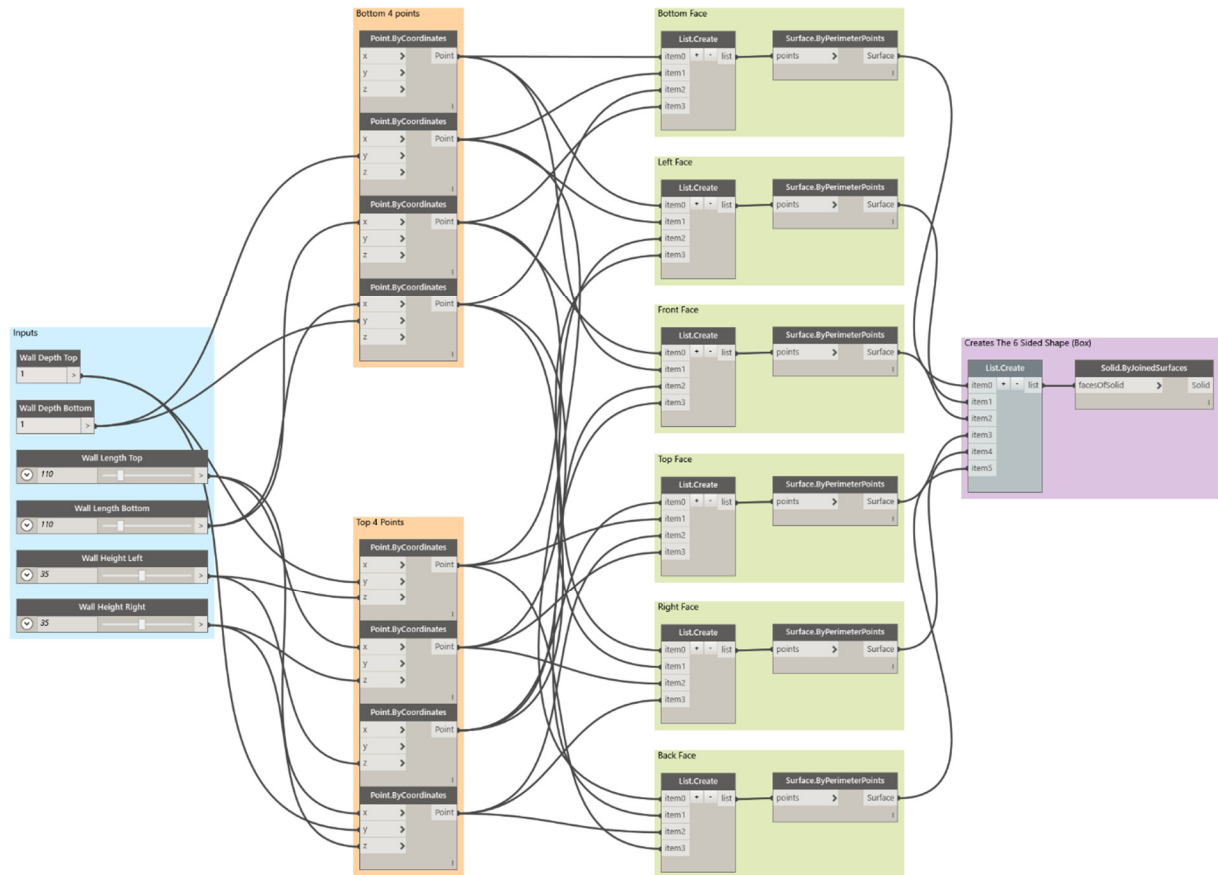 Inputs
Wall Depth Top
1 >
Wall Depth Bottom
1 >
Wall Length Top
110 >
Wall Length Bottom
110 >
Wall Height Left
35 >
Wall Height Right
35 >
Bottom 4 points
Point.ByCoordinates
x > Point
y >
z >
l
Point.ByCoordinates
x > Point
y >
z >
l
Point.ByCoordinates
x > Point
y >
z >
l
Point.ByCoordinates
x > Point
y >
z >
l
Top 4 Points
Point.ByCoordinates
x > Point
y >
z >
l
Point.ByCoordinates
x > Point
y >
z >
l
Point.ByCoordinates
x > Point
y >
z >
l
Point.ByCoordinates
x > Point
y >
z >
l
Bottom Face
List.Create
item0 + - list
item1
item2
item3
Surface.ByPerimeterPoints
points > Surface
l
Left Face
List.Create
item0 + - list
item1
item2
item3
Surface.ByPerimeterPoints
points > Surface
l
Front Face
List.Create
item0 + - list
item1
item2
item3
Surface.ByPerimeterPoints
points > Surface
l
Top Face
List.Create
item0 + - list
item1
item2
item3
Surface.ByPerimeterPoints
points > Surface
l
Right Face
List.Create
item0 + - list
item1
item2
item3
Surface.ByPerimeterPoints
points > Surface
l
Back Face
List.Create
item0 + - list
item1
item2
item3
Surface.ByPerimeterPoints
points > Surface
l
Creates The 6 Sided Shape (Box)
List.Create
item0 + - list
item1
item2
item3
item4
item5
Solid.ByJoinedSurfaces
facesOfSolid > Solid
l